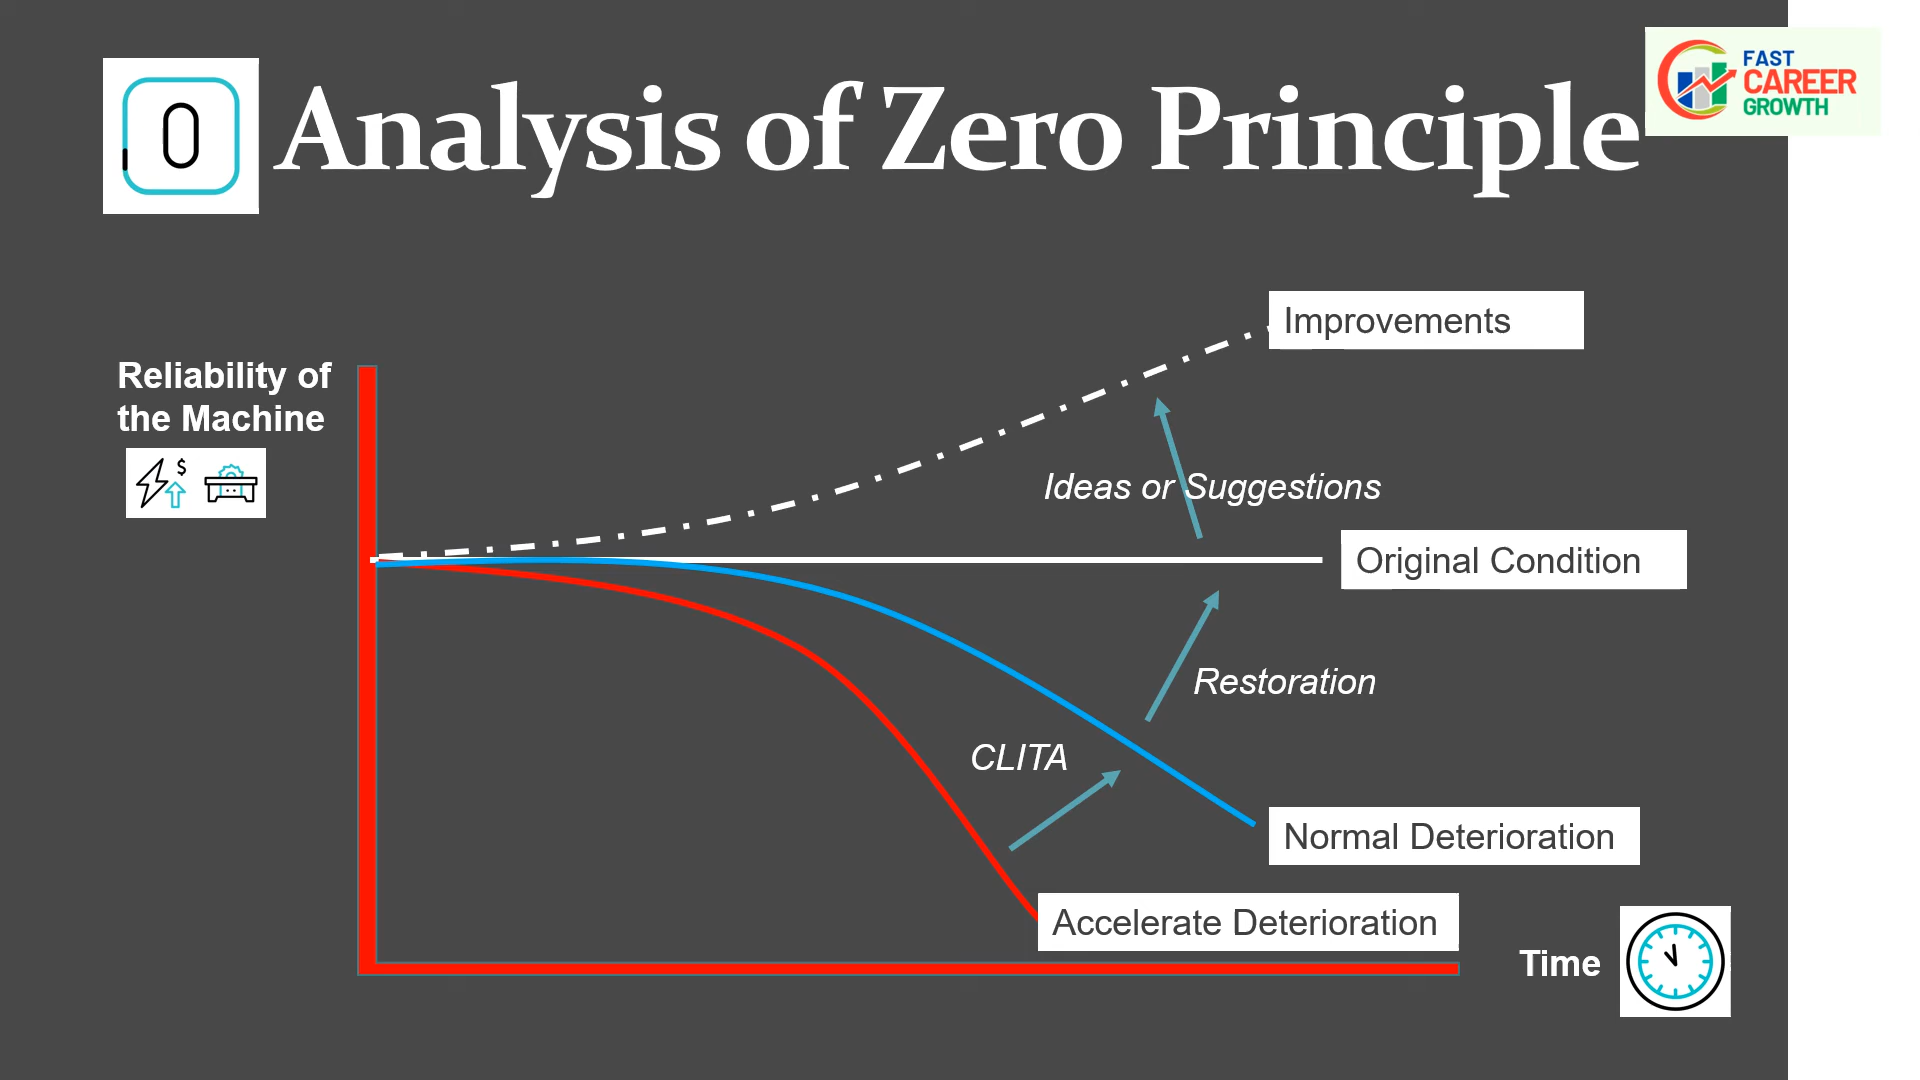 0
Analysis of Zero Principle
FAST
CAREER
GROWTH
Improvements
Reliability of
the Machine
$
Ideas or Suggestions
Original Condition
Restoration
CLITA
Normal Deterioration
Accelerate Deterioration
Time